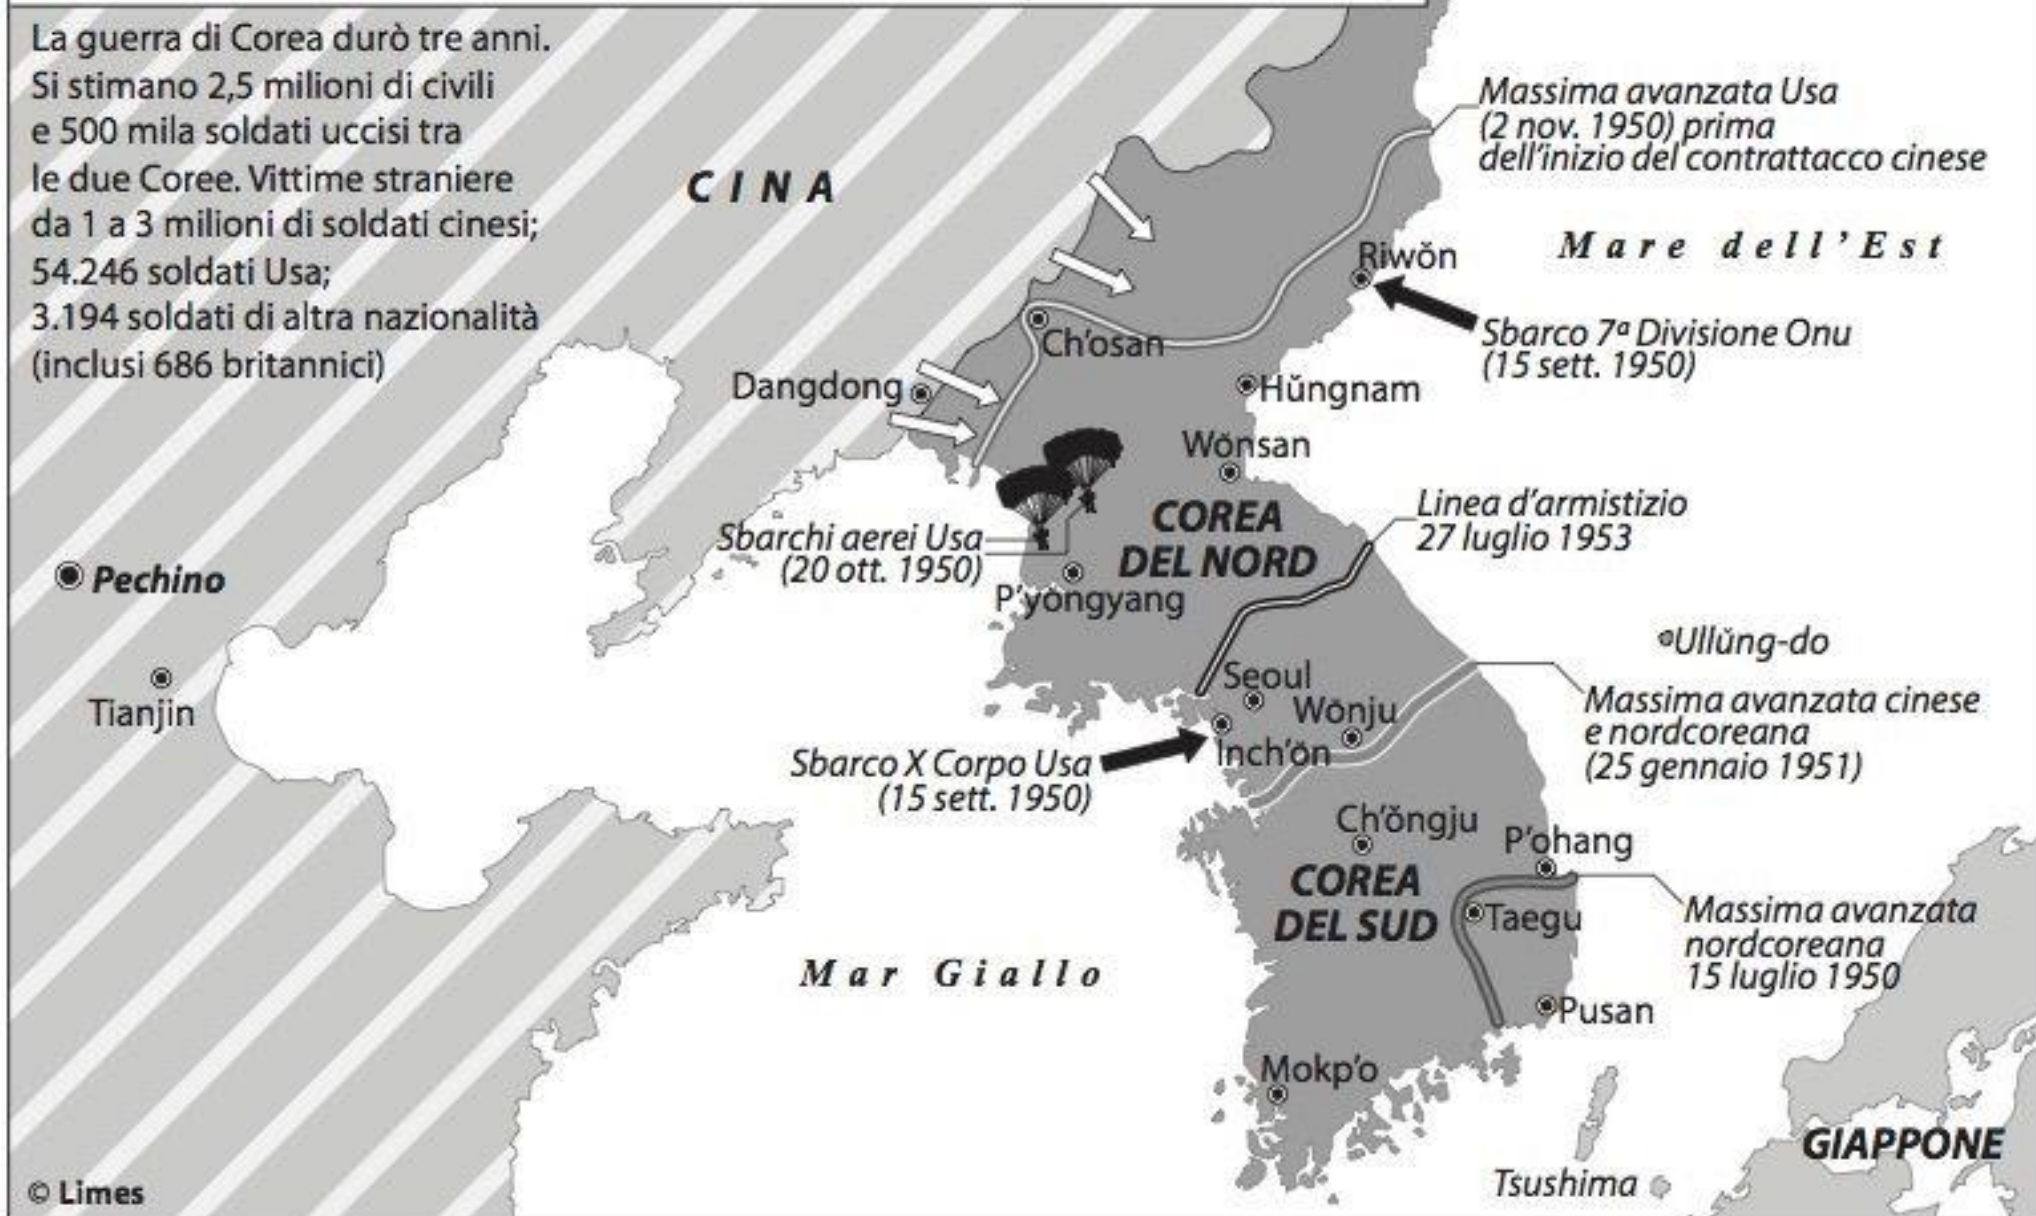 La guerra di Corea durò tre anni.
Si stimano 2,5 milioni di civili
e 500 mila soldati uccisi tra
le due Coree. Vittime straniere
da 1 a 3 milioni di soldati cinesi;
54.246 soldati Usa;
3.194 soldati di altra nazionalità
(inclusi 686 britannici)
CINA
Massima avanzata Usa
(2 nov. 1950) prima
dell'inizio del contrattacco cinese
Mare dell'Est
Riwŏn
Sbarco 7ª Divisione Onu
(15 sett. 1950)
Ch'osan
Dangdong
Hŭngnam
Wŏnsan
COREA
DEL NORD
Linea d'armistizio
27 luglio 1953
Sbarchi aerei Usa
(20 ott. 1950)
P'yŏngyang
Pechino
Tianjin
Ullŭng-do
Seoul
Wŏnju
Inch'ŏn
Massima avanzata cinese
e nordcoreana
(25 gennaio 1951)
Sbarco X Corpo Usa
(15 sett. 1950)
Ch'ŏngju
P'ohang
COREA
DEL SUD
Taegu
Massima avanzata
nordcoreana
15 luglio 1950
Mar Giallo
Pusan
Mokp'o
GIAPPONE
Tsushima
© Limes